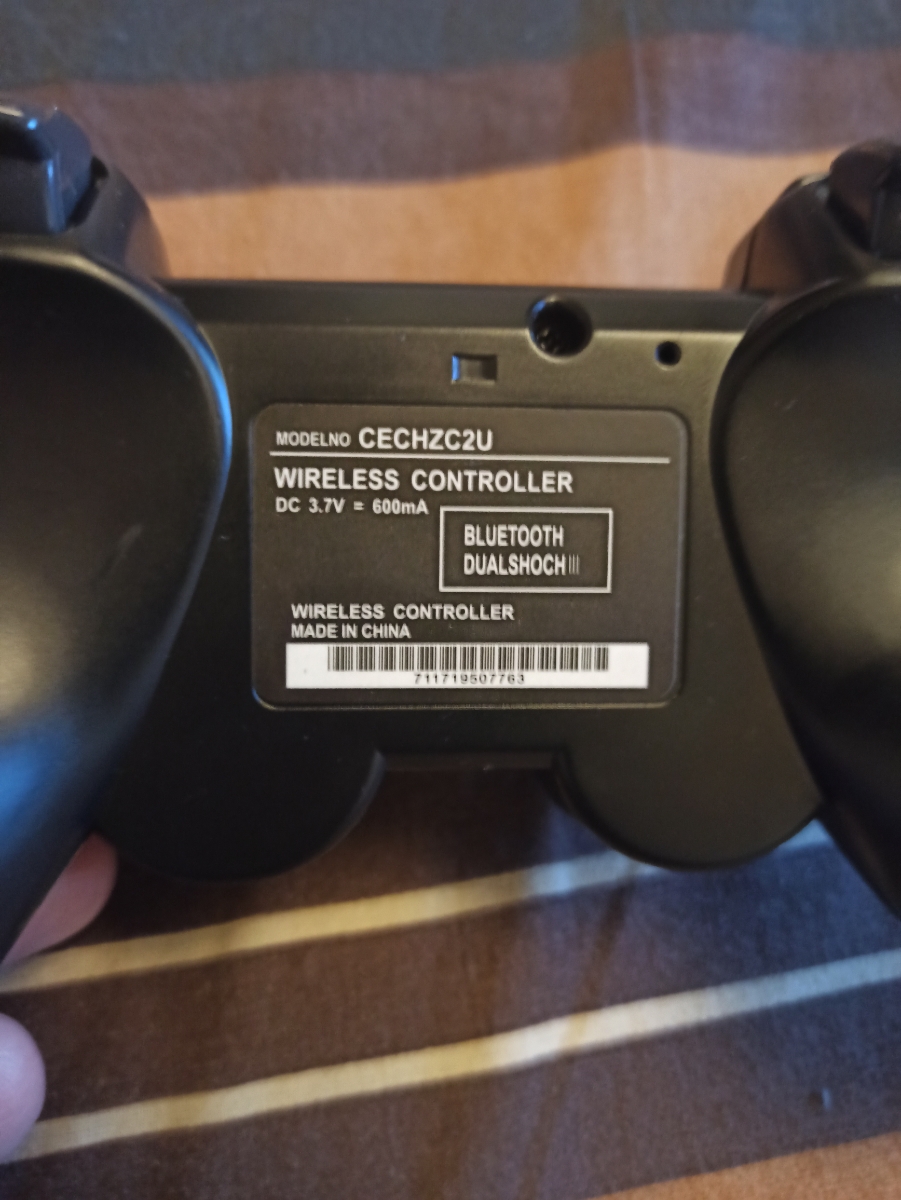 MODELNO CECHZC2U
WIRELESS CONTROLLER
DC 3.7V = 600mA
BLUETOOTH
DUALSHOCH III
WIRELESS CONTROLLER
MADE IN CHINA
711719507763